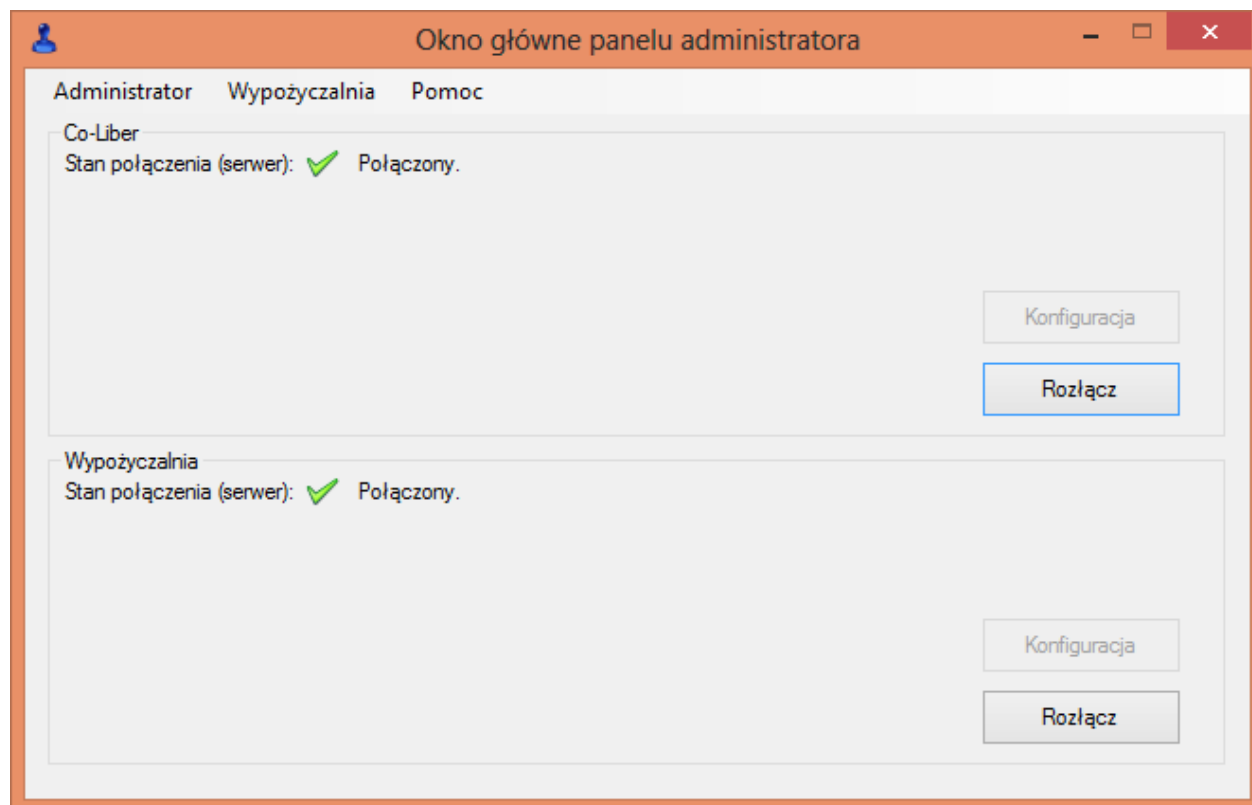 Okno główne panelu administratora
Administrator Wypożyczalnia Pomoc
Co-Liber
Stan połączenia (serwer): Połączony.
Konfiguracja
Rozłącz
Wypożyczalnia
Stan połączenia (serwer): Połączony.
Konfiguracja
Rozłącz